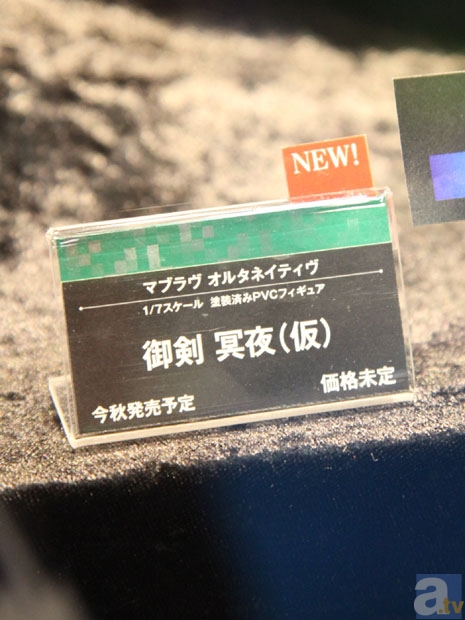 NEW!
マブラヴ オルタネイティヴ
1/7スケール 塗装済みPVCフィギュア
御剣 冥夜(仮)
価格未定
今秋発売予定
a.tv